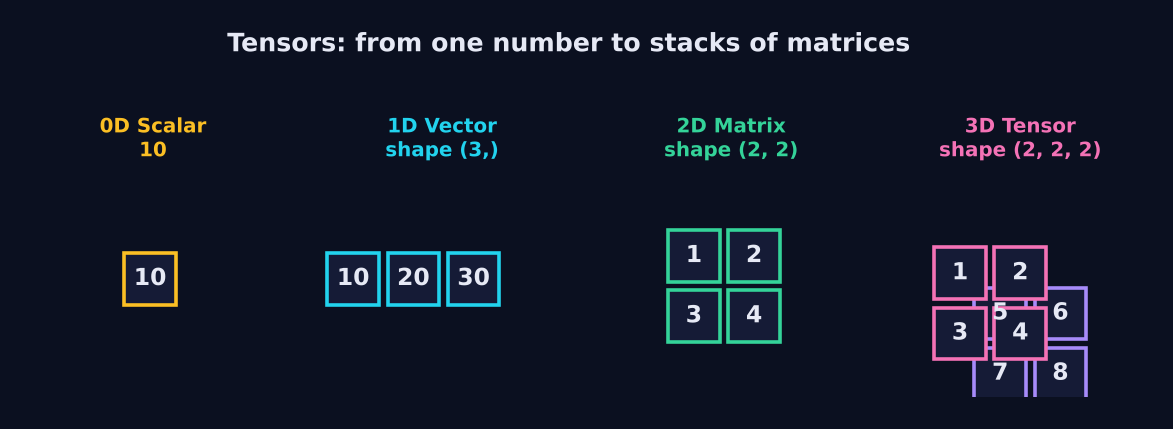 Tensors: from one number to stacks of matrices
0D Scalar
10
1D Vector
shape (3,)
2D Matrix
shape (2, 2)
3D Tensor
shape (2, 2, 2)
10
10 20 30
1 2
3 4
1 2
5 6
3 4
7 8